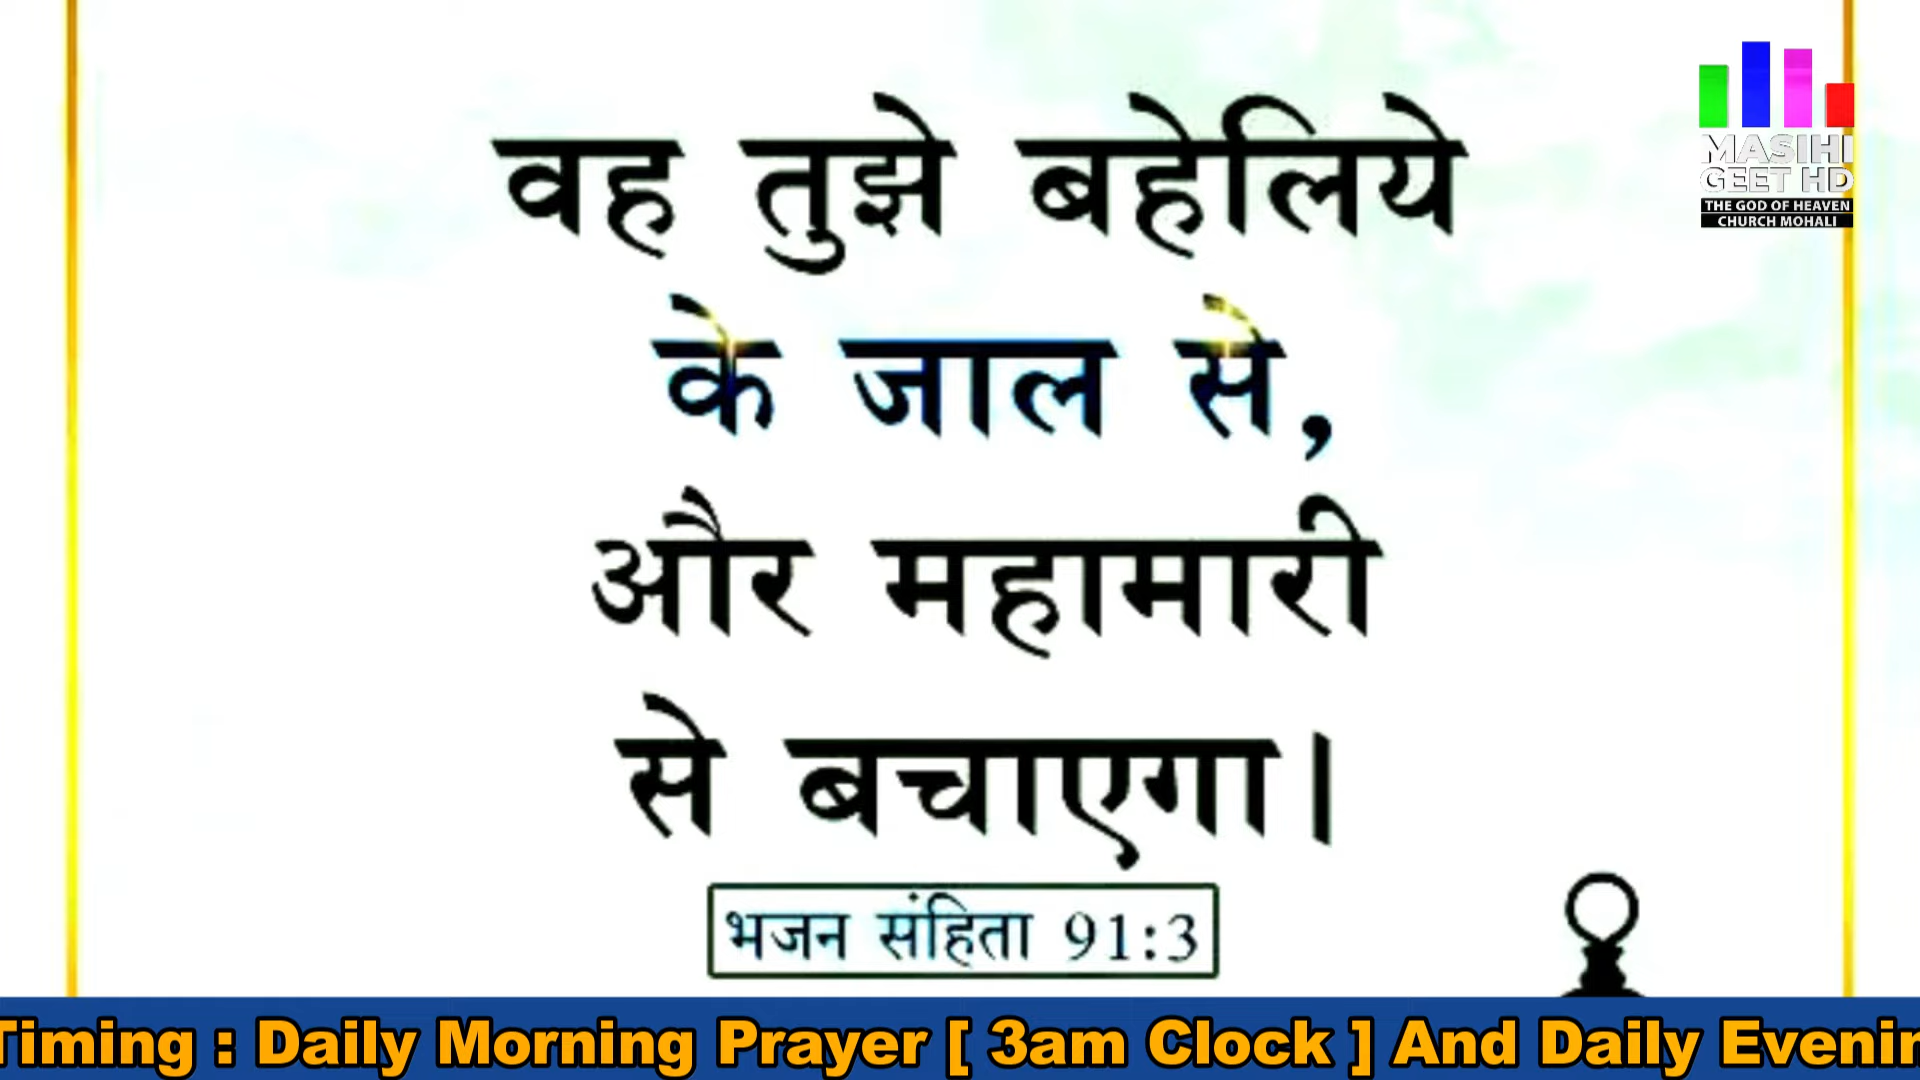 वह तुझे बहेलिये
के जाल से,
और महामारी
से बचाएगा।
भजन संहिता 91:3
MASIHI
GEET HD
THE GOD OF HEAVEN
CHURCH MOHALI
Timing : Daily Morning Prayer [ 3am Clock ] And Daily Evenin